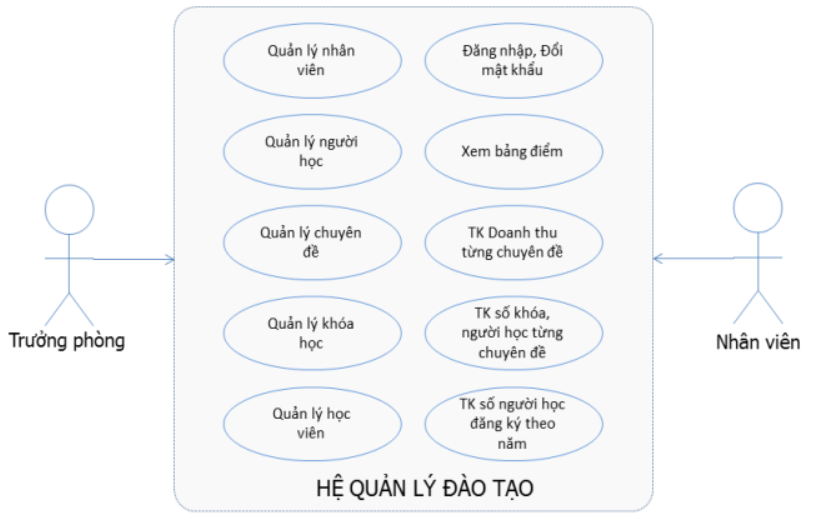 Quản lý nhân
viên
Đăng nhập, Đổi
mật khẩu
Quản lý người
học
Xem bảng điểm
Quản lý chuyên
đề
TK Doanh thu
từng chuyên đề
Trưởng phòng
Nhân viên
Quản lý khóa
học
TK số khóa,
người học từng
chuyên đề
Quản lý học
viên
TK số người học
đăng ký theo
năm
HỆ QUẢN LÝ ĐÀO TẠO